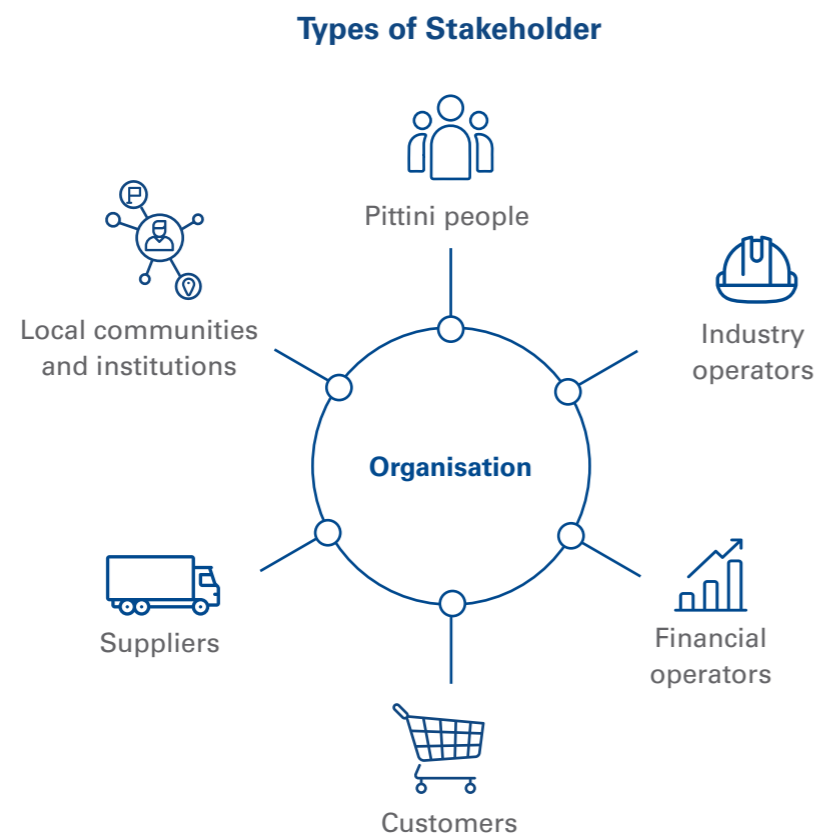 Types of Stakeholder
Pittini people
Local communities
and institutions
Industry
operators
Organisation
Suppliers
Financial
operators
Customers